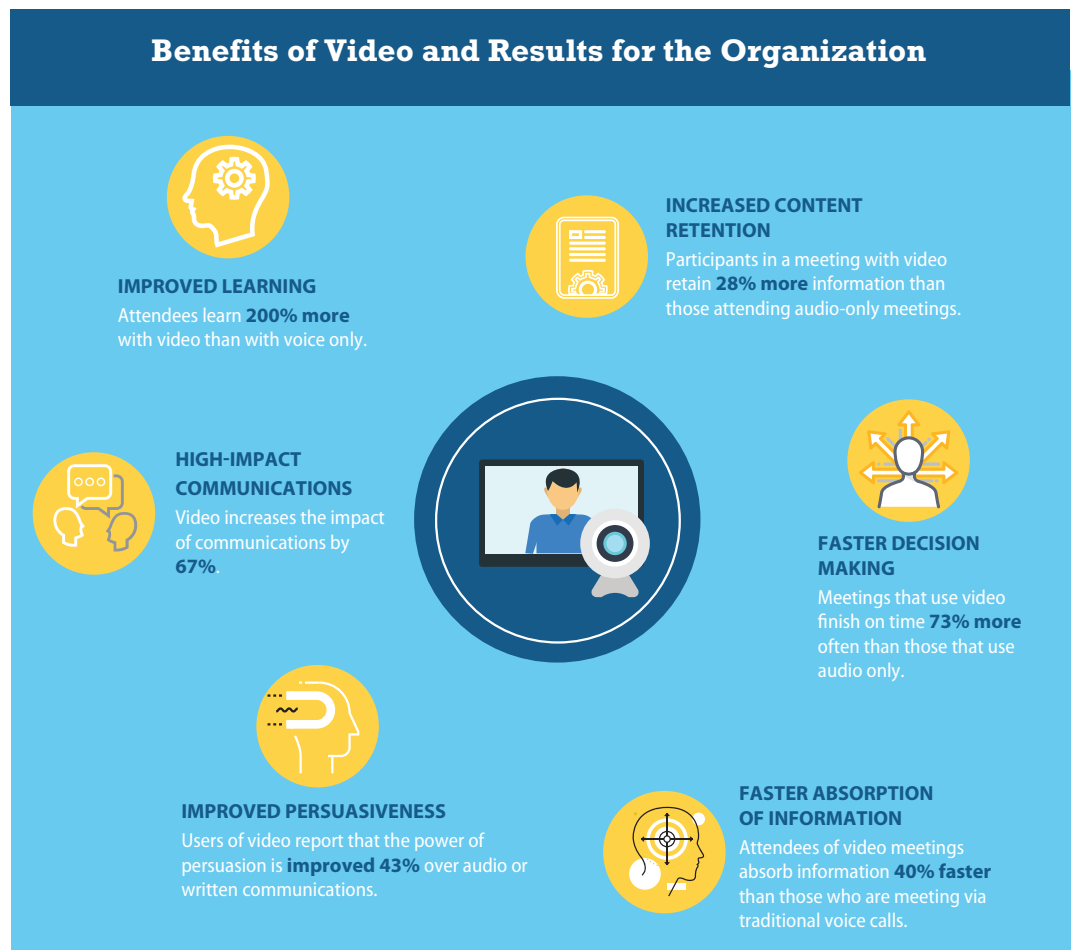 Benefits of Video and Results for the Organization
IMPROVED LEARNING
Attendees learn 200% more
with video than with voice only.
INCREASED CONTENT
RETENTION
Participants in a meeting with video
retain 28% more information than
those attending audio-only meetings.
HIGH-IMPACT
COMMUNICATIONS
Video increases the impact
of communications by
67%.
FASTER DECISION
MAKING
Meetings that use video
finish on time 73% more
often than those that use
audio only.
IMPROVED PERSUASIVENESS
Users of video report that the power of
persuasion is improved 43% over audio or
written communications.
FASTER ABSORPTION
OF INFORMATION
Attendees of video meetings
absorb information 40% faster
than those who are meeting via
traditional voice calls.